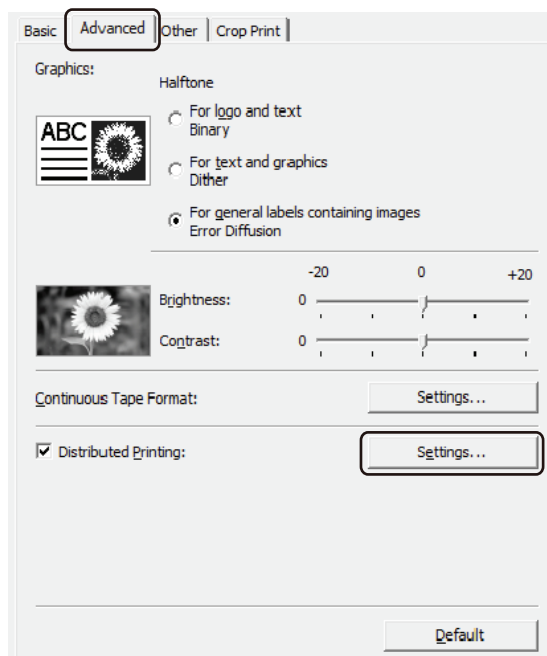 Basic Advanced Other Crop Print
Graphics:
Halftone
ABC
For logo and text
Binary
For text and graphics
Dither
For general labels containing images
Error Diffusion
-20 0 +20
Brightness: 0
Contrast: 0
Continuous Tape Format: Settings...
Distributed Printing: Settings...
Default